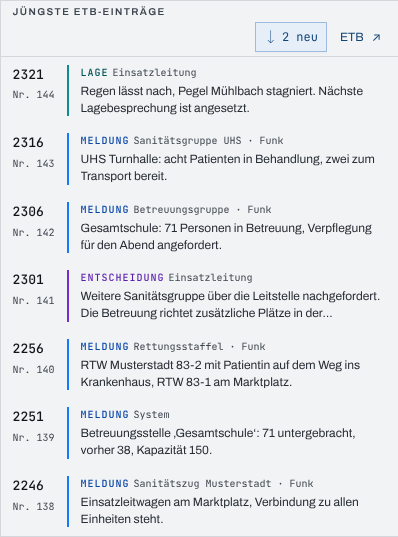 JÜNGSTE ETB-EINTRÄGE
↓ 2 neu ETB ↗
2321 LAGE Einsatzleitung
Nr. 144 Regen lässt nach, Pegel Mühlbach stagniert. Nächste
Lagebesprechung ist angesetzt.
2316 MELDUNG Sanitätsgruppe UHS · Funk
Nr. 143 UHS Turnhalle: acht Patienten in Behandlung, zwei zum
Transport bereit.
2306 MELDUNG Betreuungsgruppe · Funk
Nr. 142 Gesamtschule: 71 Personen in Betreuung, Verpflegung
für den Abend angefordert.
2301 ENTSCHEIDUNG Einsatzleitung
Nr. 141 Weitere Sanitätsgruppe über die Leitstelle nachgefordert.
Die Betreuung richtet zusätzliche Plätze in der…
2256 MELDUNG Rettungsstaffel · Funk
Nr. 140 RTW Musterstadt 83-2 mit Patientin auf dem Weg ins
Krankenhaus, RTW 83-1 am Marktplatz.
2251 MELDUNG System
Nr. 139 Betreuungsstelle ‚Gesamtschule‘: 71 untergebracht,
vorher 38, Kapazität 150.
2246 MELDUNG Sanitätszug Musterstadt · Funk
Nr. 138 Einsatzleitwagen am Marktplatz, Verbindung zu allen
Einheiten steht.